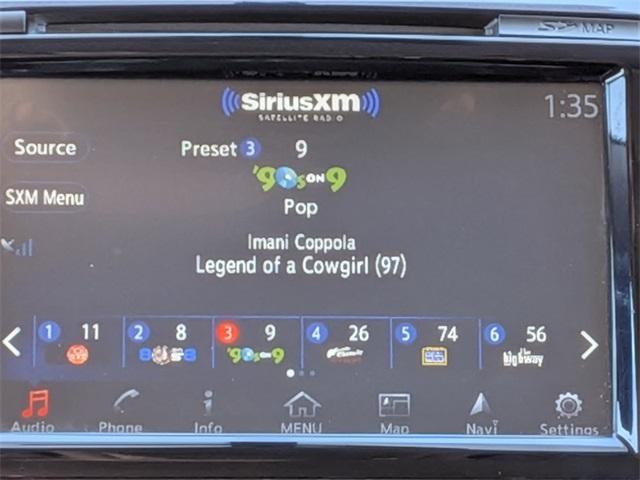 MAP
SiriusXM
SATELLITE RADIO
1:35
Source
Preset 3 9
'90s on 9
SXM Menu
Pop
Imani Coppola
Legend of a Cowgirl (97)
1 11 2 8 3 9 4 26 5 74 6 56
'90s on 9 the highway
Audio Phone Info MENU Map Navi Settings